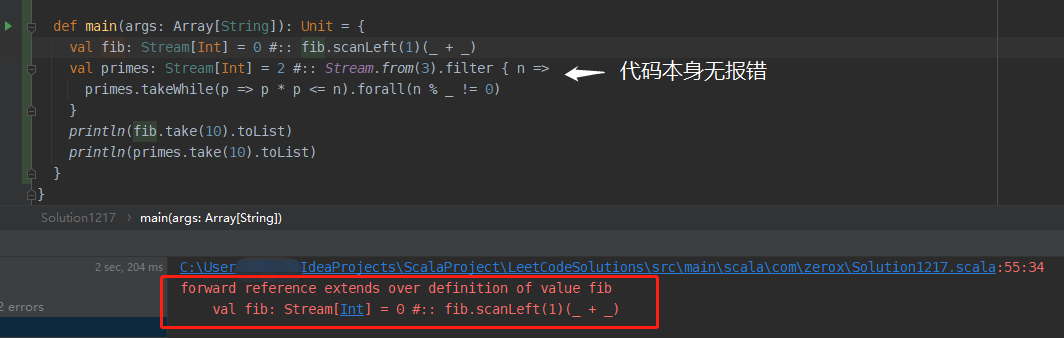 def main(args: Array[String]): Unit = {
val fib: Stream[Int] = 0 #:: fib.scanLeft(1)(_ + _)
val primes: Stream[Int] = 2 #:: Stream.from(3).filter { n =>
代码本身无报错
primes.takeWhile(p => p * p <= n).forall(n % _ != 0)
}
println(fib.take(10).toList)
println(primes.take(10).toList)
}
}
Solution1217 › main(args: Array[String])
2 sec, 204 ms
C:\User IdeaProjects\ScalaProject\LeetCodeSolutions\src\main\scala\com\zerox\Solution1217.scala:55:34
forward reference extends over definition of value fib
2 errors
val fib: Stream[Int] = 0 #:: fib.scanLeft(1)(_ + _)